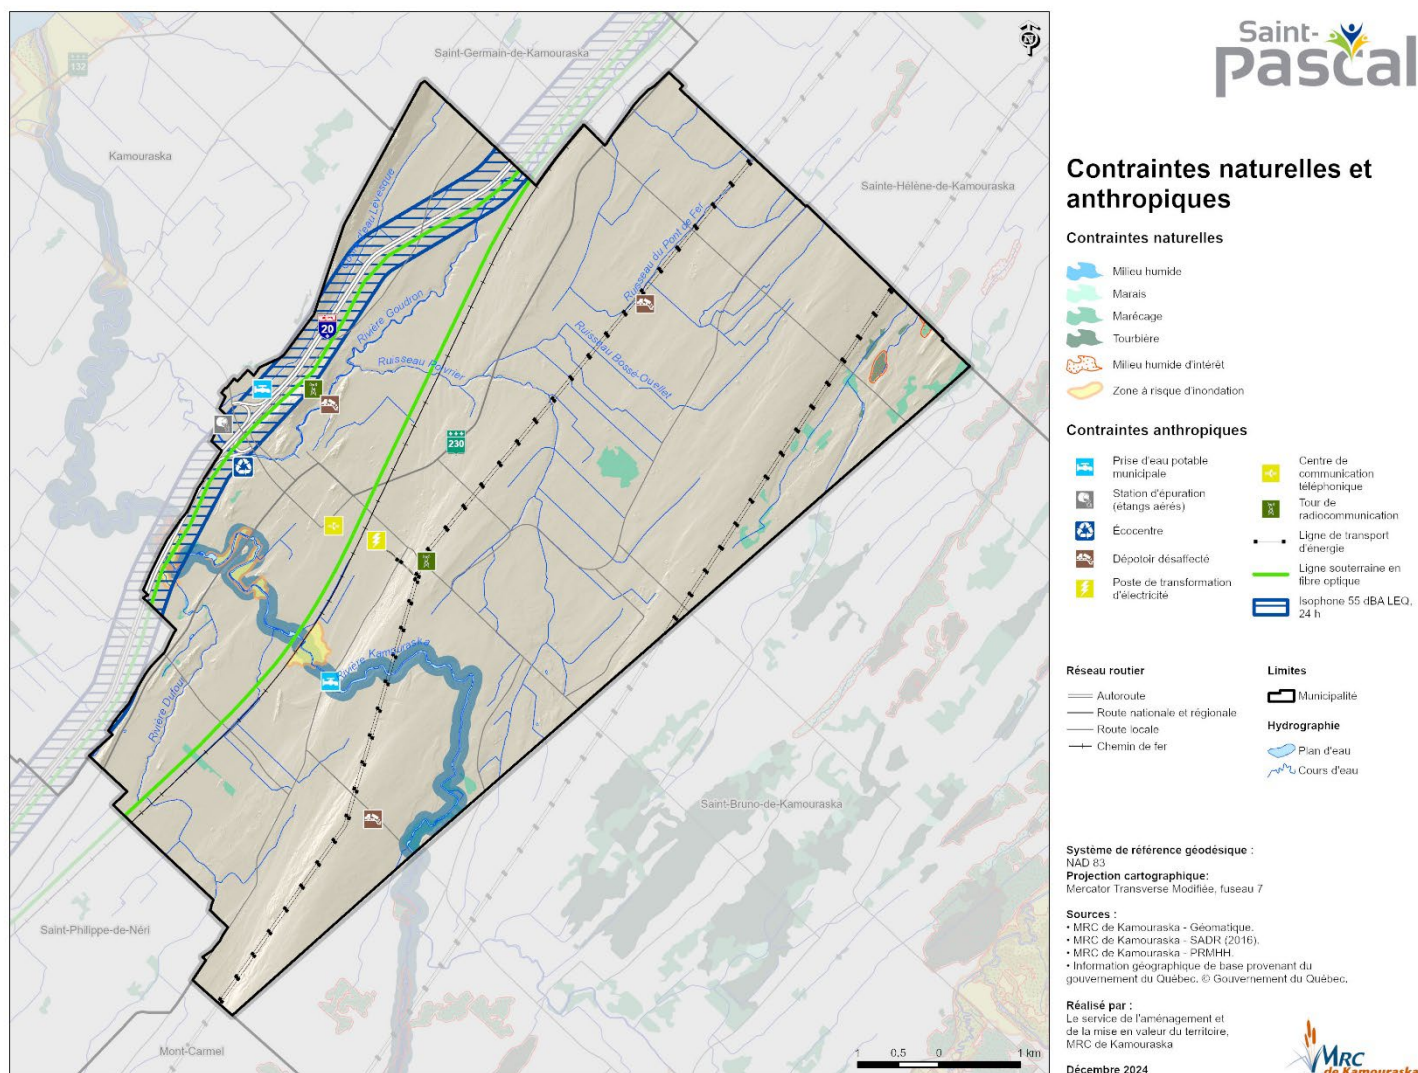 Saint-Germain-de-Kamouraska
132
Kamouraska
Sainte-Hélène-de-Kamouraska
Ruisseau du Pont de Fer
20
Rivière Goudron
Ruisseau Bossé-Ouellet
Ruisseau Poivrier
230
Rivière Kamouraska
Rivière Dufour
Saint-Bruno-de-Kamouraska
Saint-Philippe-de-Néri
Mont-Carmel
1 0,5 0 1 km
Saint-
pascal
Contraintes naturelles et
anthropiques
Contraintes naturelles
Milieu humide
Marais
Marécage
Tourbière
Milieu humide d'intérêt
Zone à risque d'inondation
Contraintes anthropiques
Prise d'eau potable
municipale
Station d'épuration
(étangs aérés)
Écocentre
Dépotoir désaffecté
Poste de transformation
d'électricité
Centre de
communication
téléphonique
Tour de
radiocommunication
Ligne de transport
d'énergie
Ligne souterraine en
fibre optique
Isophone 55 dBA LEQ,
24 h
Réseau routier
Autoroute
Route nationale et régionale
Route locale
Chemin de fer
Limites
Municipalité
Hydrographie
Plan d'eau
Cours d'eau
Système de référence géodésique :
NAD 83
Projection cartographique:
Mercator Transverse Modifiée, fuseau 7
Sources :
• MRC de Kamouraska - Géomatique.
• MRC de Kamouraska - SADR (2016).
• MRC de Kamouraska - PRMHH.
• Information géographique de base provenant du
gouvernement du Québec. © Gouvernement du Québec.
Réalisé par :
Le service de l'aménagement et
de la mise en valeur du territoire,
MRC de Kamouraska
Décembre 2024
MRC
de Kamouraska